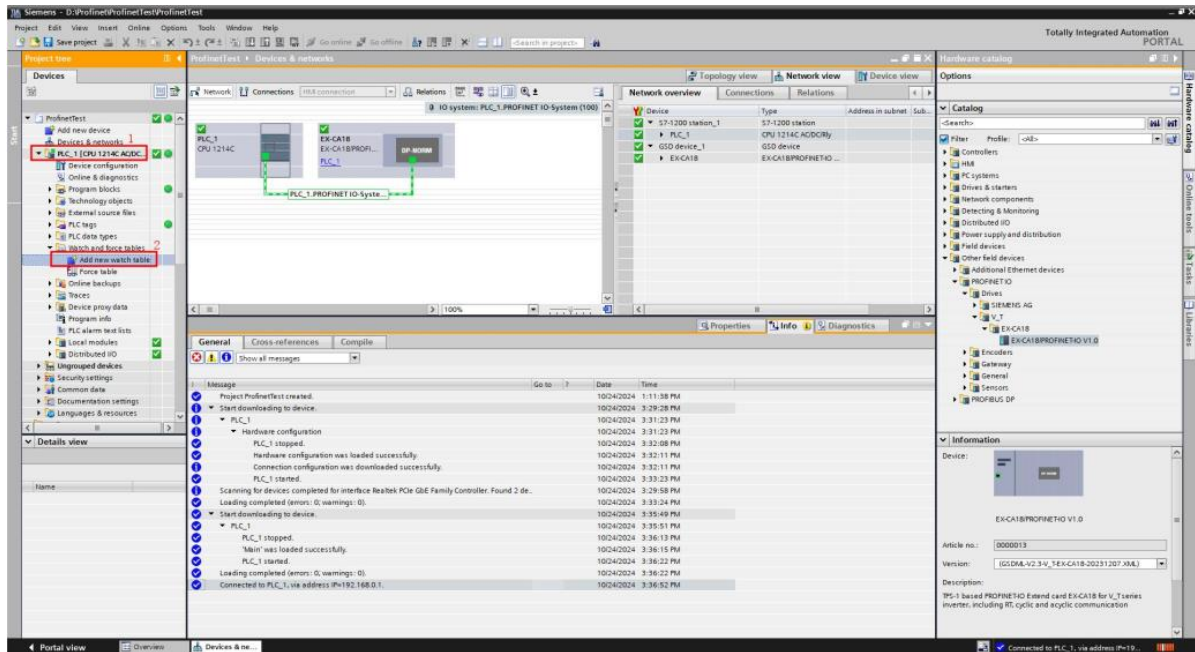 Siemens - D:\Profinet\ProfinetTest\ProfinetTest
Project Edit View Insert Online Options Tools Window Help
Totally Integrated Automation
PORTAL
Save project Go online Go offline <Search in project>
Project tree
ProfinetTest › Devices & networks
Hardware catalog
Devices
Topology view Network view Device view
Options
Network Connections HMI connection Relations
Network overview Connections Relations
IO system: PLC_1.PROFINET IO-System (100)
Device Type Address in subnet Sub...
S7-1200 station_1 S7-1200 station
PLC_1 CPU 1214C AC/DC/Rly
GSD device_1 GSD device
EX-CA18 EX-CA18/PROFINET-IO ...
PLC_1
CPU 1214C
EX-CA18
EX-CA18/PROFI...
PLC_1
DP-NORM
PLC_1.PROFINET IO-Syste...
100%
ProfinetTest
Add new device
Devices & networks
1
PLC_1 [CPU 1214C AC/DC...
Device configuration
Online & diagnostics
Program blocks
Technology objects
External source files
PLC tags
PLC data types
Watch and force tables
2
Add new watch table
Force table
Online backups
Traces
Device proxy data
Program info
PLC alarm text lists
Local modules
Distributed I/O
Ungrouped devices
Security settings
Common data
Documentation settings
Languages & resources
Details view
Name
Properties Info Diagnostics
General Cross-references Compile
Show all messages
! Message Go to ? Date Time
Project ProfinetTest created. 10/24/2024 1:11:38 PM
Start downloading to device. 10/24/2024 3:29:28 PM
PLC_1 10/24/2024 3:31:23 PM
Hardware configuration 10/24/2024 3:31:23 PM
PLC_1 stopped. 10/24/2024 3:32:08 PM
Hardware configuration was loaded successfully. 10/24/2024 3:32:11 PM
Connection configuration was downloaded successfully. 10/24/2024 3:32:11 PM
PLC_1 started. 10/24/2024 3:33:23 PM
Scanning for devices completed for interface Realtek PCIe GbE Family Controller. Found 2 de.. 10/24/2024 3:29:58 PM
Loading completed (errors: 0; warnings: 0). 10/24/2024 3:33:24 PM
Start downloading to device. 10/24/2024 3:35:49 PM
PLC_1 10/24/2024 3:35:51 PM
PLC_1 stopped. 10/24/2024 3:36:13 PM
'Main' was loaded successfully. 10/24/2024 3:36:15 PM
PLC_1 started. 10/24/2024 3:36:22 PM
Loading completed (errors: 0; warnings: 0). 10/24/2024 3:36:22 PM
Connected to PLC_1, via address IP=192.168.0.1. 10/24/2024 3:36:52 PM
Catalog
<Search>
Filter Profile: <All>
Controllers
HMI
PC systems
Drives & starters
Network components
Detecting & Monitoring
Distributed I/O
Power supply and distribution
Field devices
Other field devices
Additional Ethernet devices
PROFINET IO
Drives
SIEMENS AG
V_T
EX-CA18
EX-CA18/PROFINET-IO V1.0
Encoders
Gateway
General
Sensors
PROFIBUS DP
Information
Device:
EX-CA18/PROFINET-IO V1.0
Article no.: 0000013
Version: (GSDML-V2.3-V_T-EX-CA18-20231207.XML)
Description:
TPS-1 based PROFINET-IO Extend card EX-CA18 for V_T series
inverter, including RT, cyclic and acyclic communication
Start
Hardware catalog
Online tools
Tasks
Libraries
Portal view Overview Devices & ne...
Connected to PLC_1, via address IP=19...